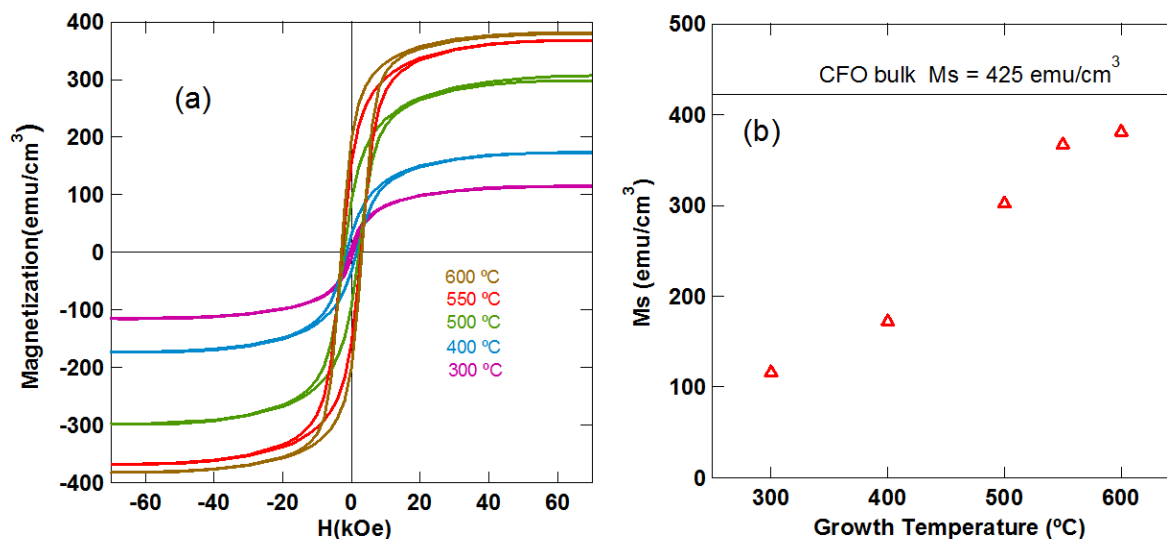 400
300
200
100
0
-100
-200
-300
-400
Magnetization(emu/cm³)
(a)
600 ºC
550 ºC
500 ºC
400 ºC
300 ºC
-60 -40 -20 0 20 40 60
H(kOe)
500
400
300
200
100
0
Ms (emu/cm³)
CFO bulk Ms = 425 emu/cm³
(b)
300 400 500 600
Growth Temperature (ºC)